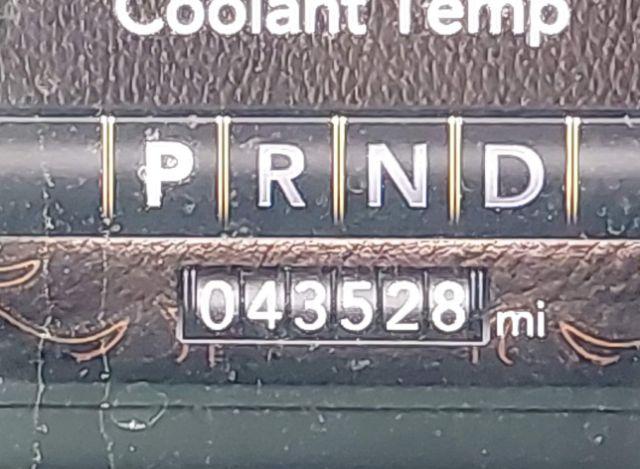 Coolant Temp
P R N D
043528 mi